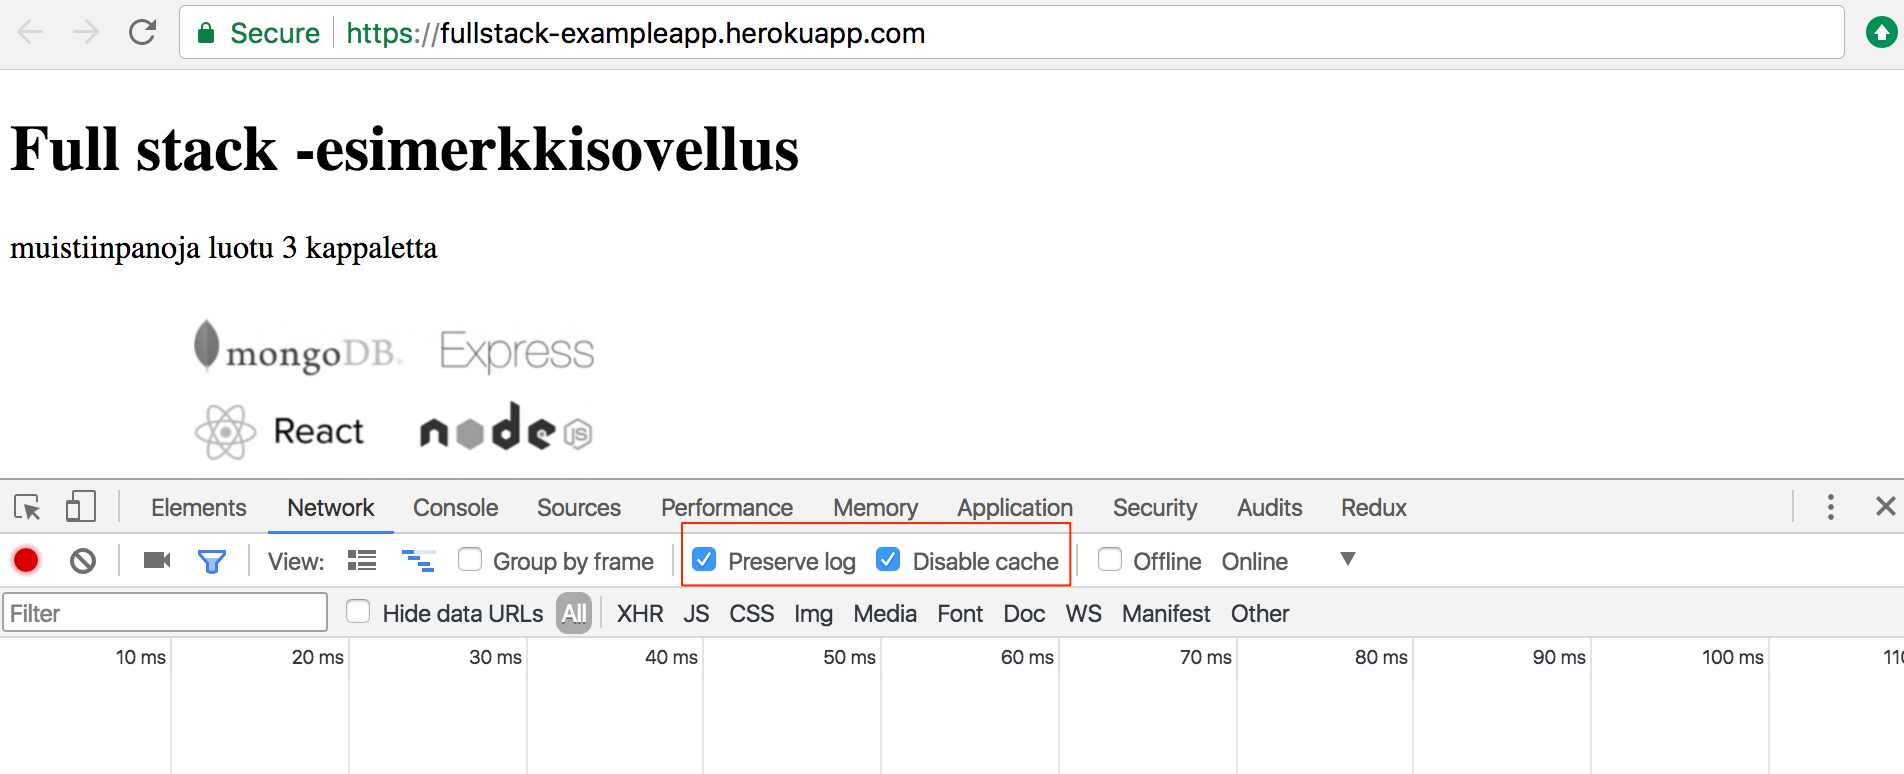 Secure https://fullstack-exampleapp.herokuapp.com
Full stack -esimerkkisovellus
muistiinpanoja luotu 3 kappaletta
mongoDB. Express
React node JS
Elements Network Console Sources Performance Memory Application Security Audits Redux
View: Group by frame Preserve log Disable cache Offline Online
Filter Hide data URLs All XHR JS CSS Img Media Font Doc WS Manifest Other
10 ms 20 ms 30 ms 40 ms 50 ms 60 ms 70 ms 80 ms 90 ms 100 ms